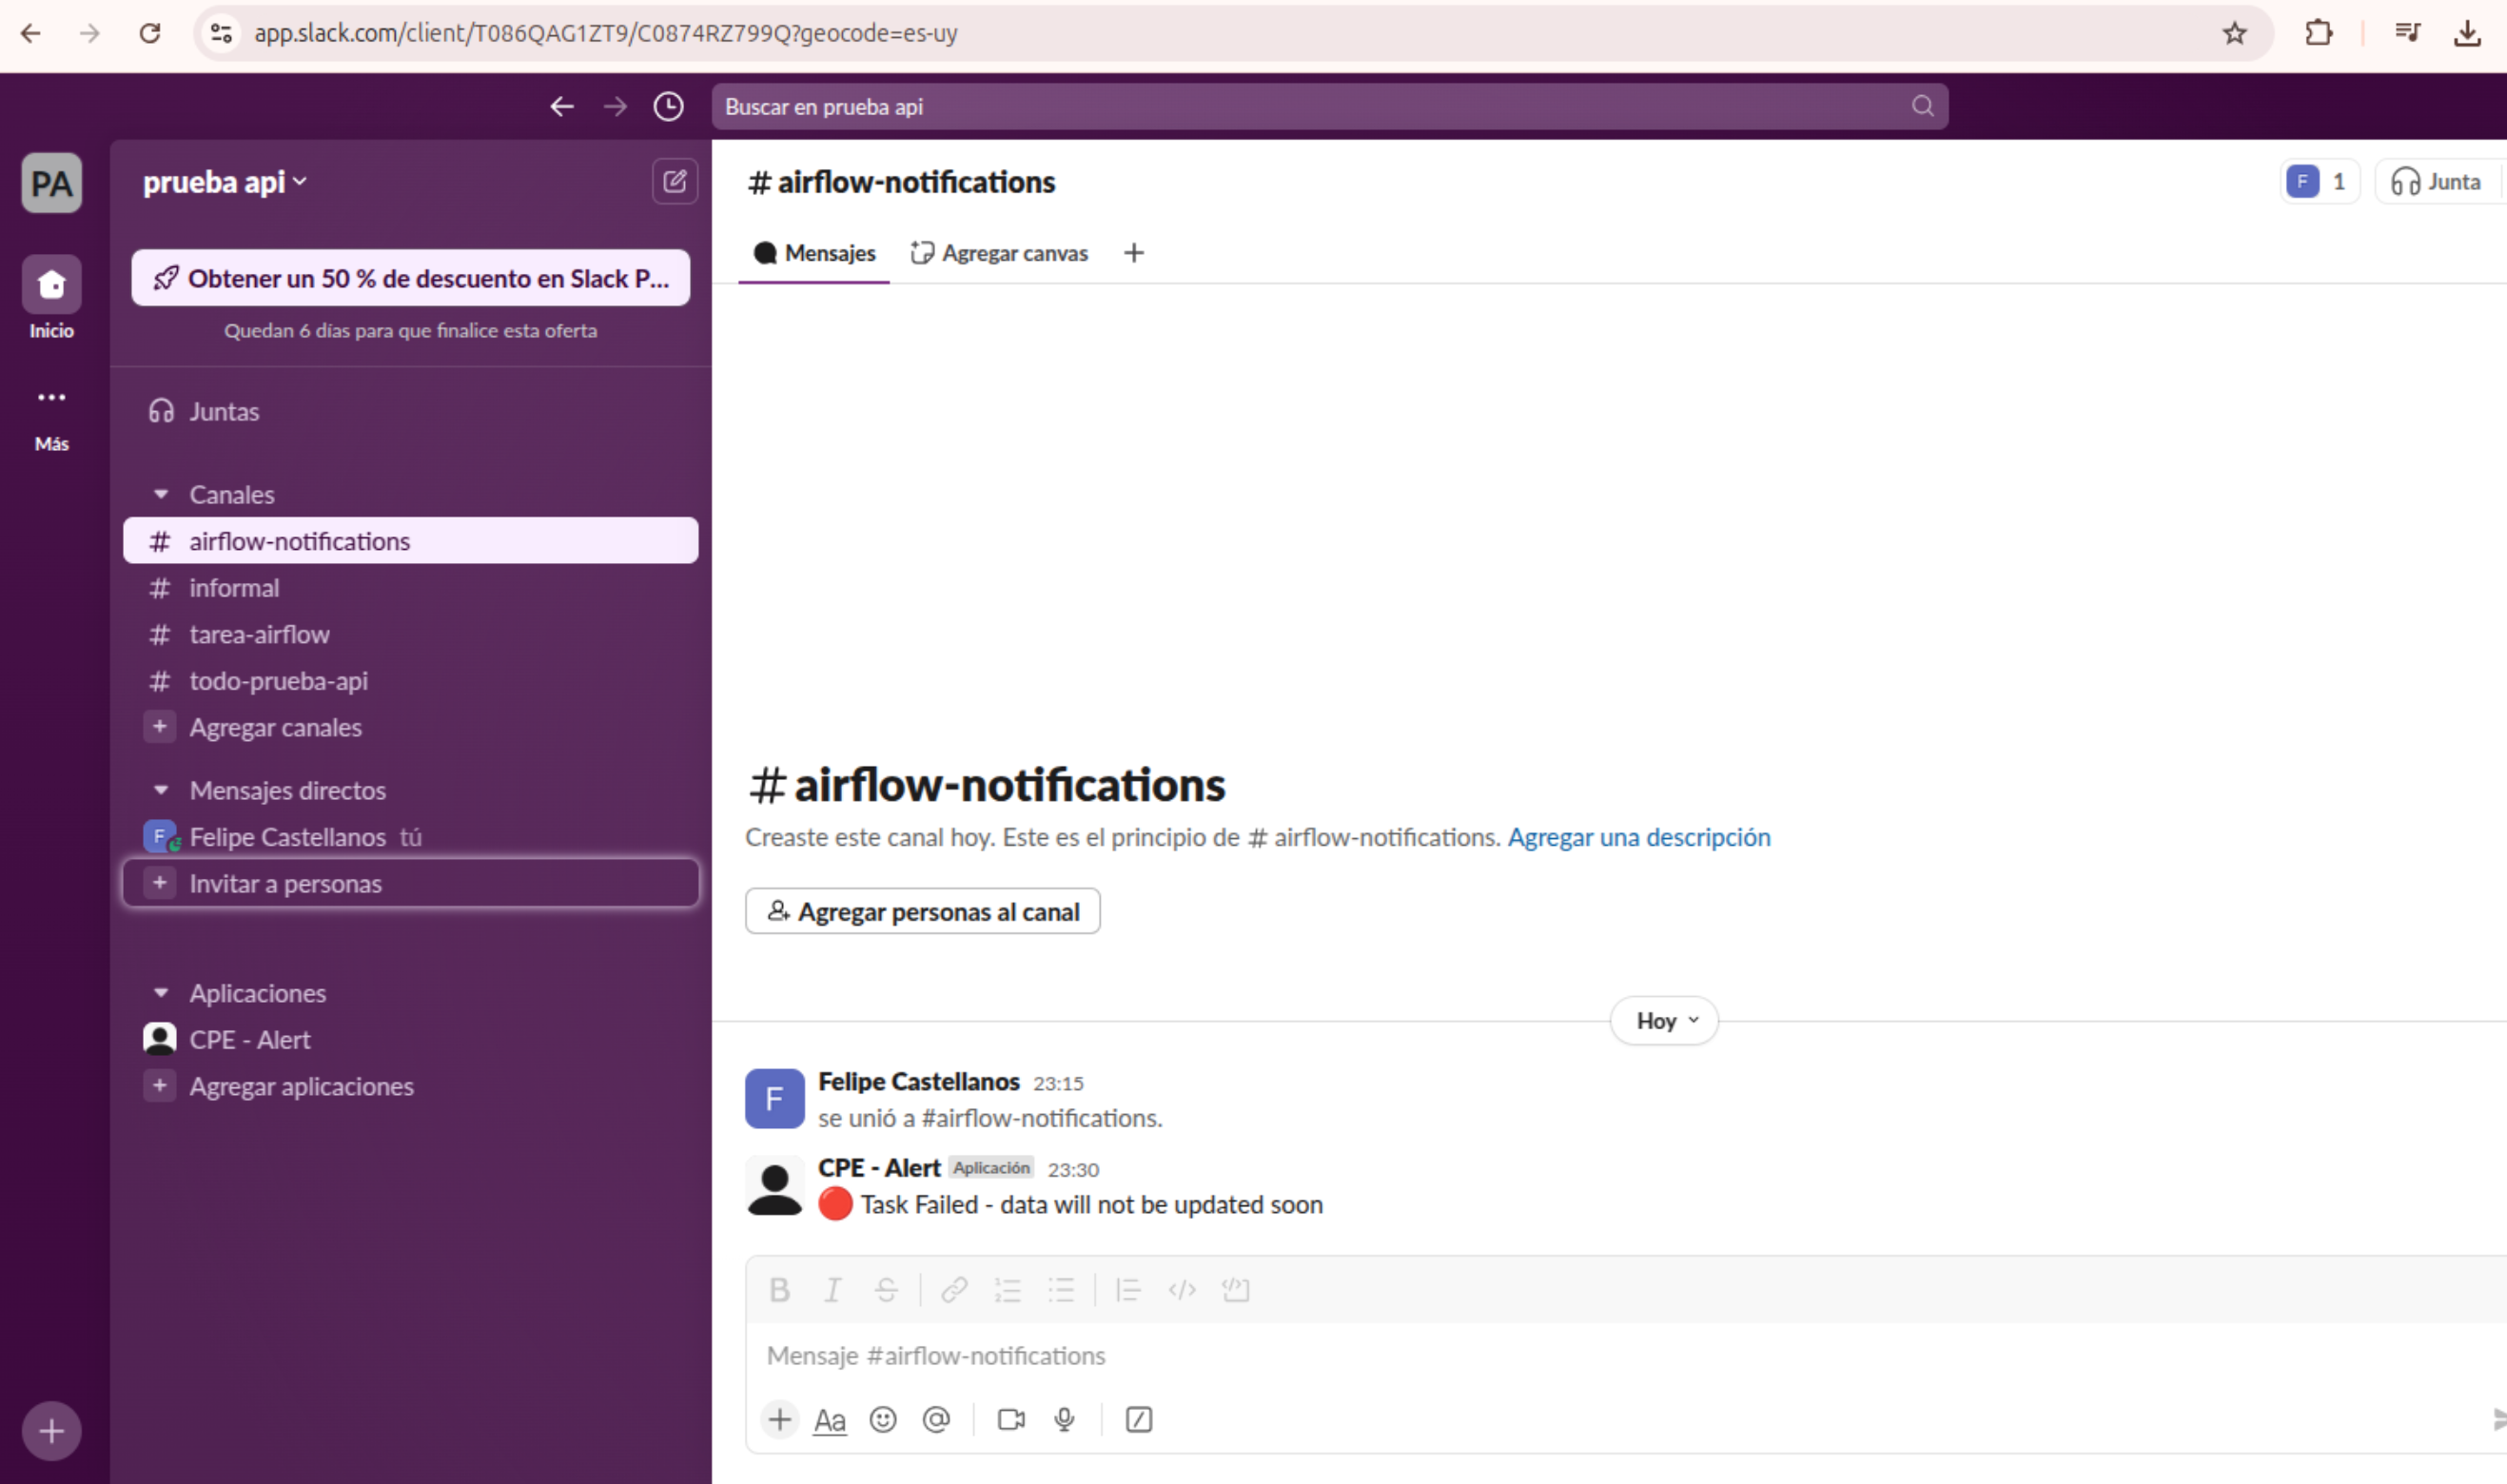 app.slack.com/client/T086QAG1ZT9/C0874RZ799Q?geocode=es-uy
Buscar en prueba api
PA
Inicio
Más
prueba api
Obtener un 50 % de descuento en Slack P...
Quedan 6 días para que finalice esta oferta
Juntas
Canales
# airflow-notifications
# informal
# tarea-airflow
# todo-prueba-api
+ Agregar canales
Mensajes directos
F Felipe Castellanos tú
+ Invitar a personas
Aplicaciones
CPE - Alert
+ Agregar aplicaciones
# airflow-notifications
F 1
Junta
Mensajes
Agregar canvas
+
# airflow-notifications
Creaste este canal hoy. Este es el principio de # airflow-notifications. Agregar una descripción
Agregar personas al canal
Hoy
F
Felipe Castellanos 23:15
se unió a #airflow-notifications.
CPE - Alert Aplicación 23:30
Task Failed - data will not be updated soon
B I S
Mensaje #airflow-notifications
+ Aa @